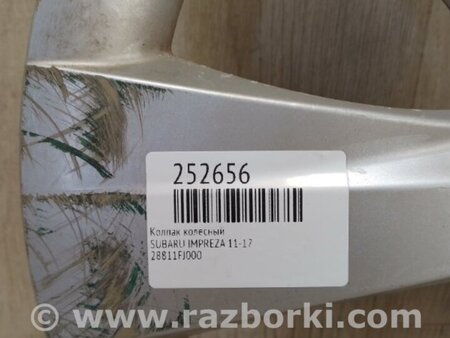 252656
Колпак колесный
SUBARU IMPREZA 11-17
28811FJ000
© www.razborki.com